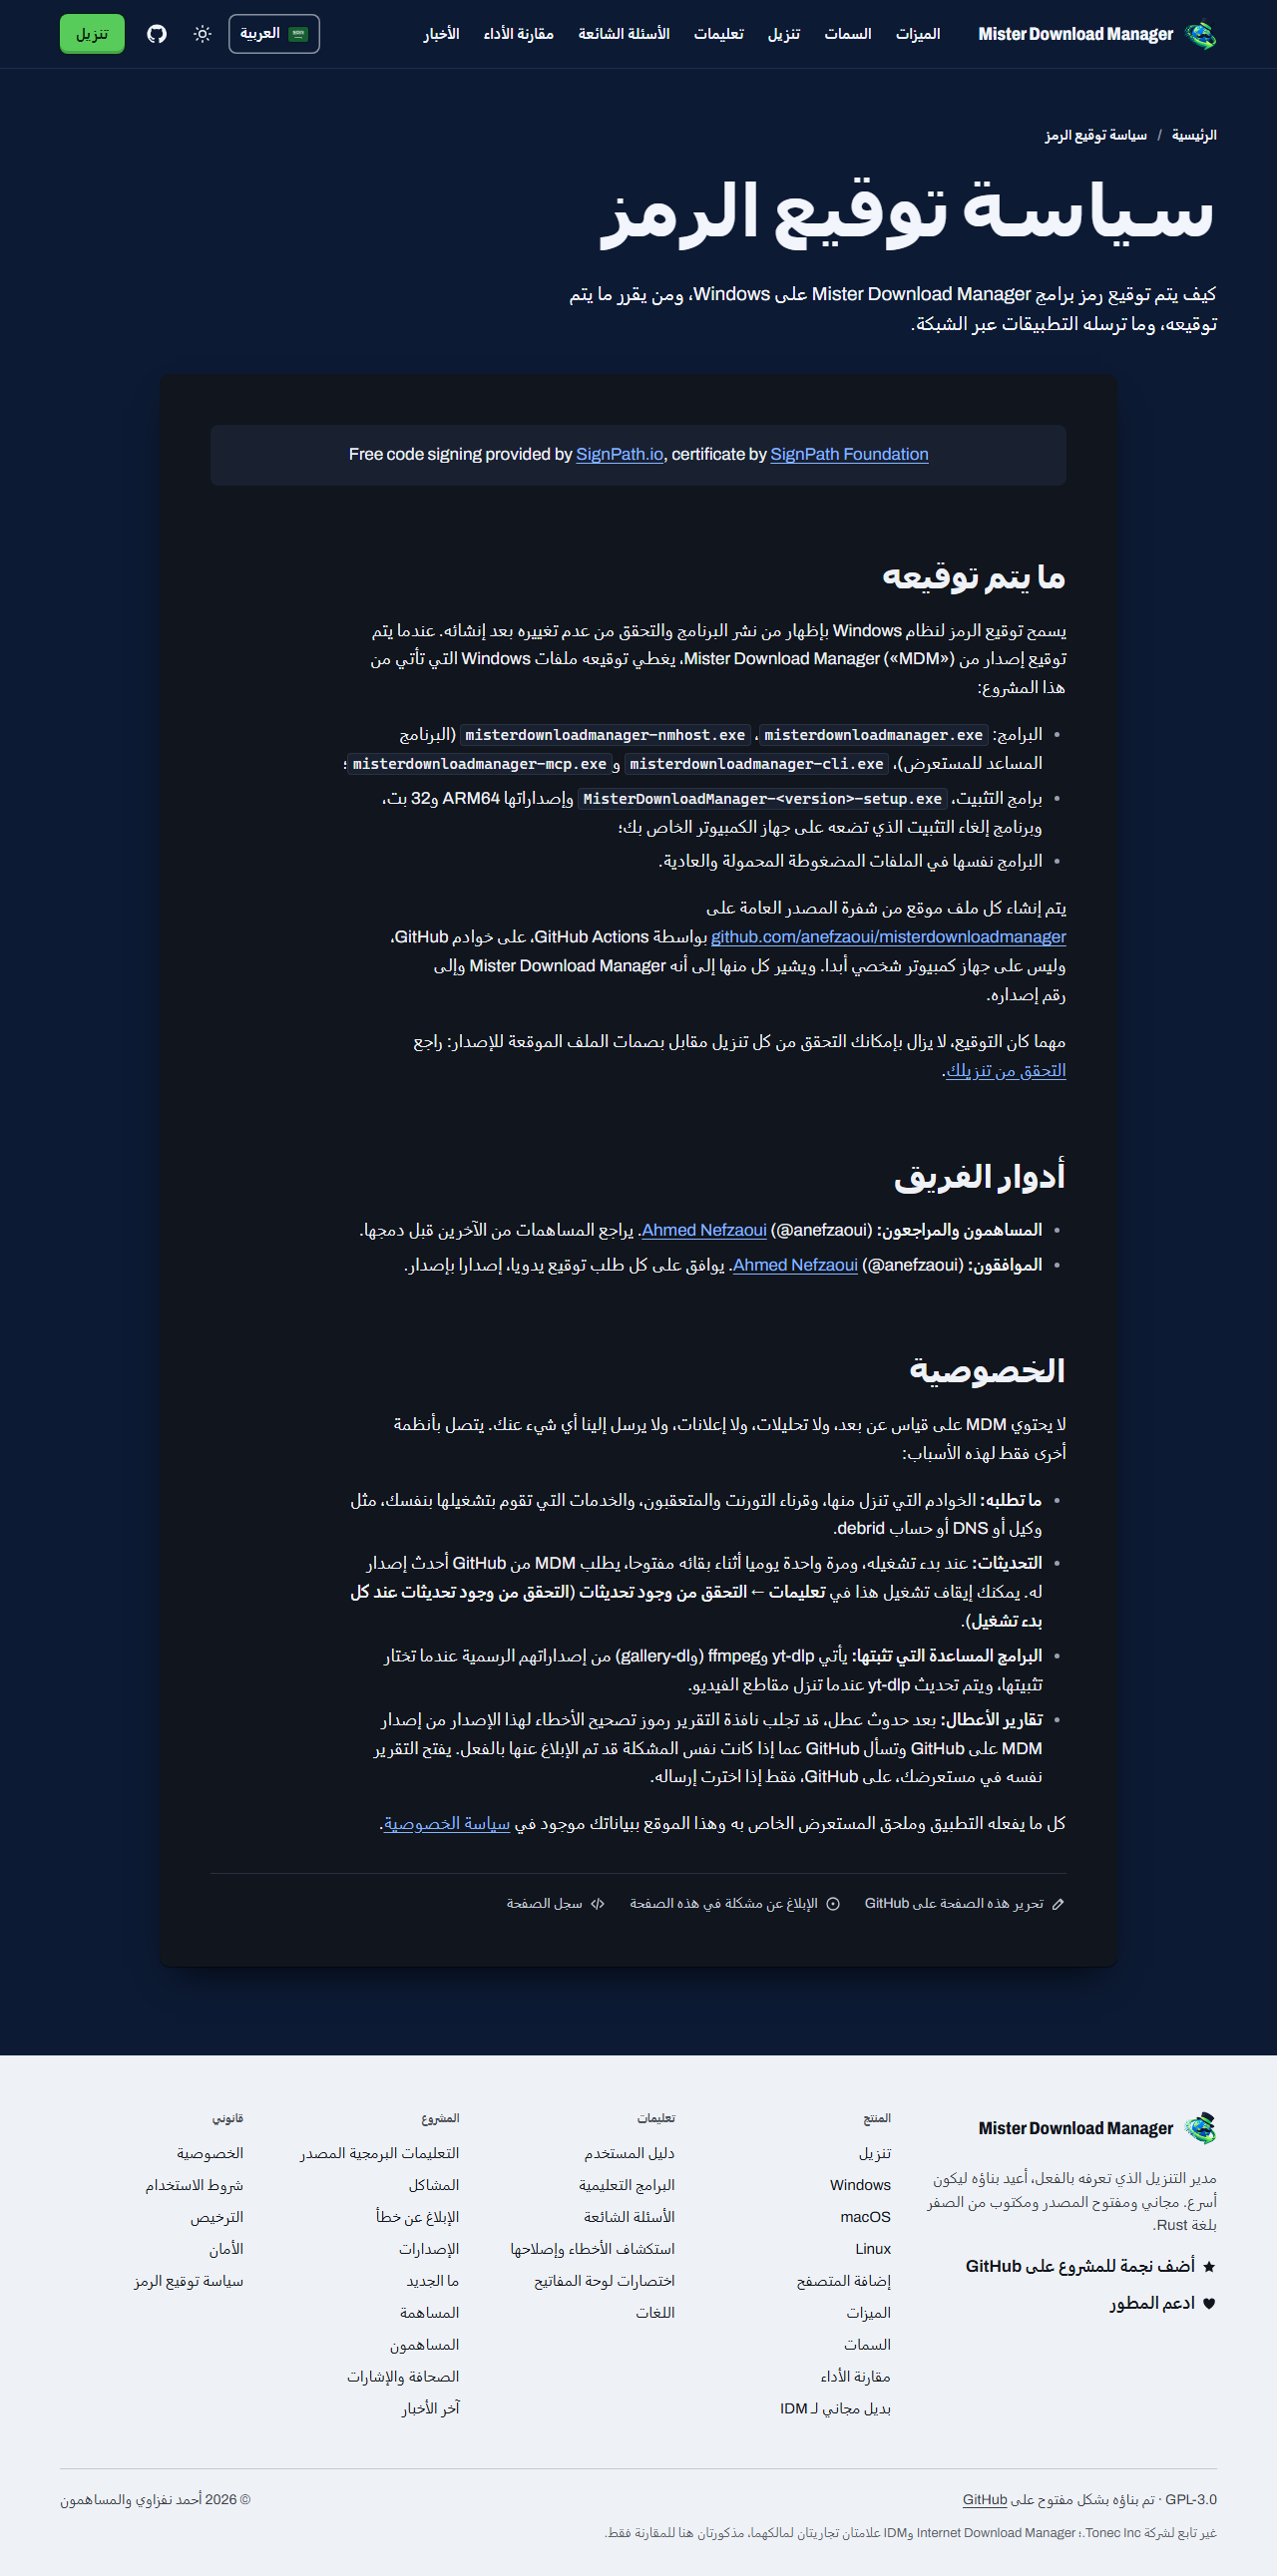 Mister Download Manager
الميزات
السمات
تنزيل
تعليمات
الأسئلة الشائعة
مقارنة الأداء
الأخبار
العربية
تنزيل
الرئيسية / سياسة توقيع الرمز
سياسة توقيع الرمز
كيف يتم توقيع رمز برامج Mister Download Manager على Windows، ومن يقرر ما يتم
توقيعه، وما ترسله التطبيقات عبر الشبكة.
Free code signing provided by SignPath.io, certificate by SignPath Foundation
ما يتم توقيعه
يسمح توقيع الرمز لنظام Windows بإظهار من نشر البرنامج والتحقق من عدم تغييره بعد إنشائه. عندما يتم
توقيع إصدار من Mister Download Manager («MDM»)، يغطي توقيعه ملفات Windows التي تأتي من
هذا المشروع:
• البرامج: misterdownloadmanager.exe، misterdownloadmanager-nmhost.exe (البرنامج
المساعد للمستعرض)، misterdownloadmanager-cli.exe وmisterdownloadmanager-mcp.exe؛
• برامج التثبيت، MisterDownloadManager-<version>-setup.exe وإصداراتها ARM64 و32 بت،
وبرنامج إلغاء التثبيت الذي تضعه على جهاز الكمبيوتر الخاص بك؛
• البرامج نفسها في الملفات المضغوطة المحمولة والعادية.
يتم إنشاء كل ملف موقع من شفرة المصدر العامة على
github.com/anefzaoui/misterdownloadmanager بواسطة GitHub Actions، على خوادم GitHub،
وليس على جهاز كمبيوتر شخصي أبدا. ويشير كل منها إلى أنه Mister Download Manager وإلى
رقم إصداره.
مهما كان التوقيع، لا يزال بإمكانك التحقق من كل تنزيل مقابل بصمات الملف الموقعة للإصدار: راجع
التحقق من تنزيلك.
أدوار الفريق
• المساهمون والمراجعون: Ahmed Nefzaoui (@anefzaoui). يراجع المساهمات من الآخرين قبل دمجها.
• الموافقون: Ahmed Nefzaoui (@anefzaoui). يوافق على كل طلب توقيع يدويا، إصدارا بإصدار.
الخصوصية
لا يحتوي MDM على قياس عن بعد، ولا تحليلات، ولا إعلانات، ولا يرسل إلينا أي شيء عنك. يتصل بأنظمة
أخرى فقط لهذه الأسباب:
• ما تطلبه: الخوادم التي تنزل منها، وقرناء التورنت والمتعقبون، والخدمات التي تقوم بتشغيلها بنفسك، مثل
وكيل أو DNS أو حساب debrid.
• التحديثات: عند بدء تشغيله، ومرة واحدة يوميا أثناء بقائه مفتوحا، يطلب MDM من GitHub أحدث إصدار
له. يمكنك إيقاف تشغيل هذا في تعليمات ← التحقق من وجود تحديثات (التحقق من وجود تحديثات عند كل
بدء تشغيل).
• البرامج المساعدة التي تثبتها: يأتي yt-dlp وffmpeg (وgallery-dl) من إصداراتهم الرسمية عندما تختار
تثبيتها، ويتم تحديث yt-dlp عندما تنزل مقاطع الفيديو.
• تقارير الأعطال: بعد حدوث عطل، قد تجلب نافذة التقرير رموز تصحيح الأخطاء لهذا الإصدار من إصدار
MDM على GitHub وتسأل GitHub عما إذا كانت نفس المشكلة قد تم الإبلاغ عنها بالفعل. يفتح التقرير
نفسه في مستعرضك، على GitHub، فقط إذا اخترت إرساله.
كل ما يفعله التطبيق وملحق المستعرض الخاص به وهذا الموقع ببياناتك موجود في سياسة الخصوصية.
تحرير هذه الصفحة على GitHub
الإبلاغ عن مشكلة في هذه الصفحة
سجل الصفحة
Mister Download Manager
مدير التنزيل الذي تعرفه بالفعل، أعيد بناؤه ليكون
أسرع. مجاني ومفتوح المصدر ومكتوب من الصفر
بلغة Rust.
أضف نجمة للمشروع على GitHub
ادعم المطور
المنتج
تنزيل
Windows
macOS
Linux
إضافة المتصفح
الميزات
السمات
مقارنة الأداء
بديل مجاني لـ IDM
تعليمات
دليل المستخدم
البرامج التعليمية
الأسئلة الشائعة
استكشاف الأخطاء وإصلاحها
اختصارات لوحة المفاتيح
اللغات
المشروع
التعليمات البرمجية المصدر
المشاكل
الإبلاغ عن خطأ
الإصدارات
ما الجديد
المساهمة
المساهمون
الصحافة والإشارات
آخر الأخبار
قانوني
الخصوصية
شروط الاستخدام
الترخيص
الأمان
سياسة توقيع الرمز
GPL-3.0 · تم بناؤه بشكل مفتوح على GitHub
© 2026 أحمد نفزاوي والمساهمون
غير تابع لشركة Tonec Inc.؛ Internet Download Manager وIDM علامتان تجاريتان لمالكهما، مذكورتان هنا للمقارنة فقط.